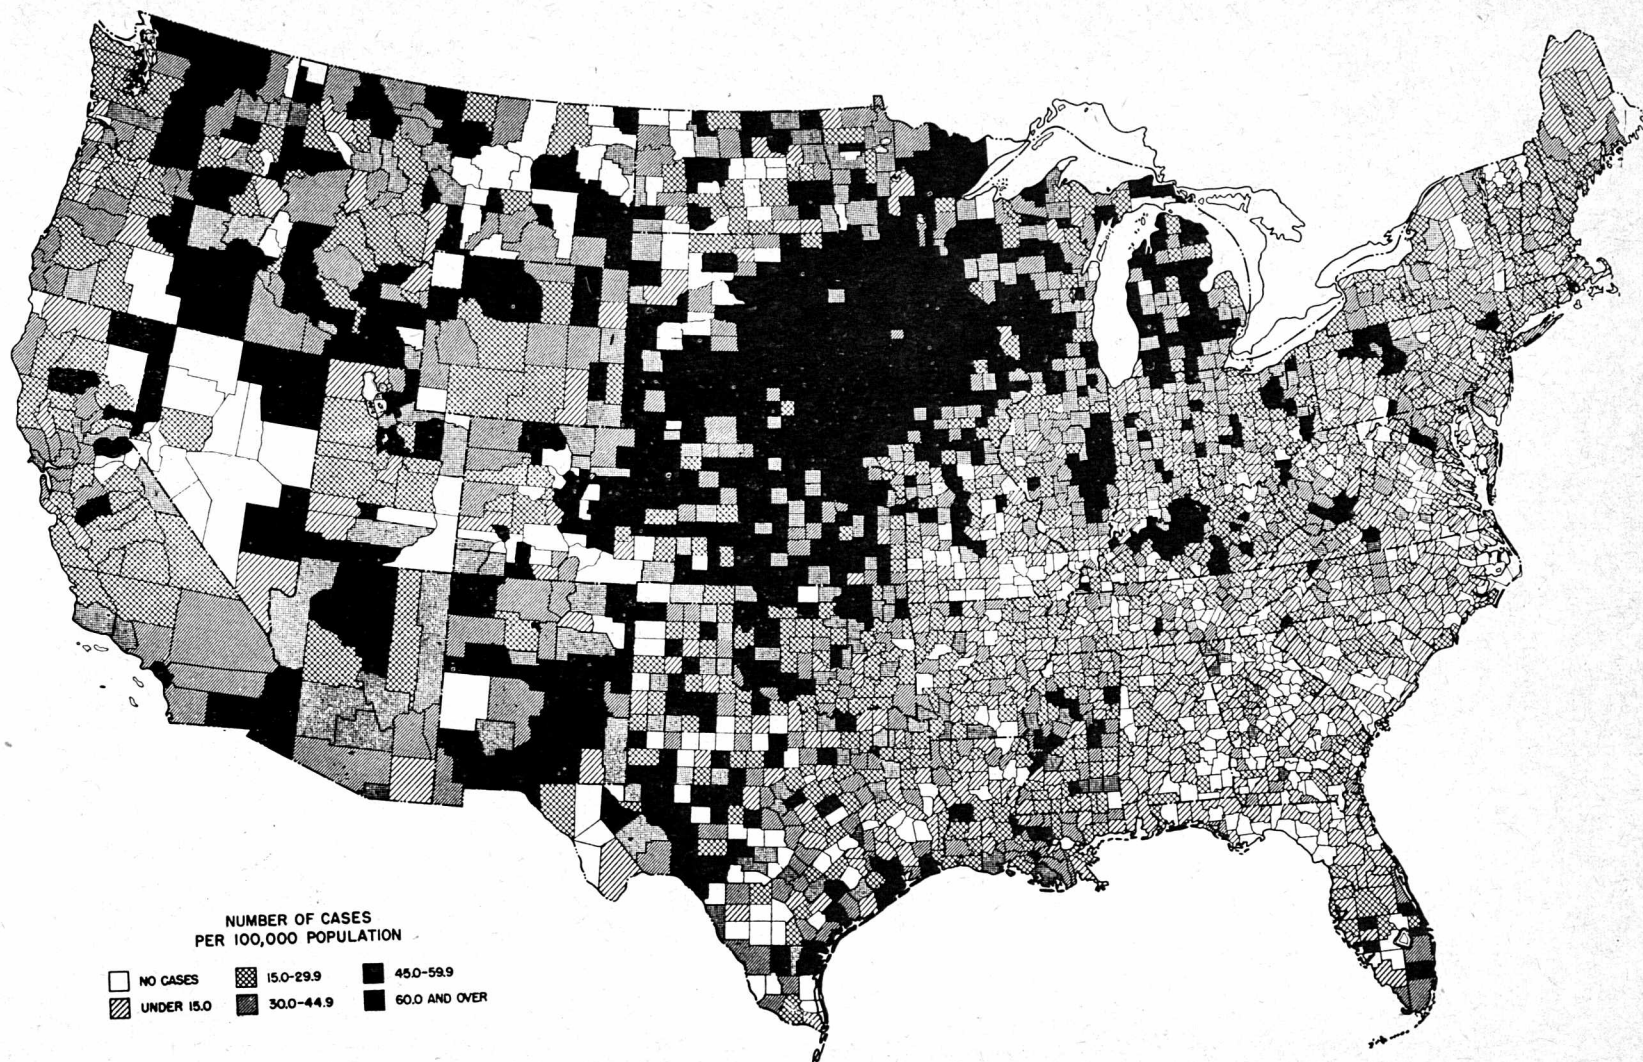 NUMBER OF CASES
PER 100,000 POPULATION
NO CASES
UNDER 15.0
15.0-29.9
30.0-44.9
45.0-59.9
60.0 AND OVER